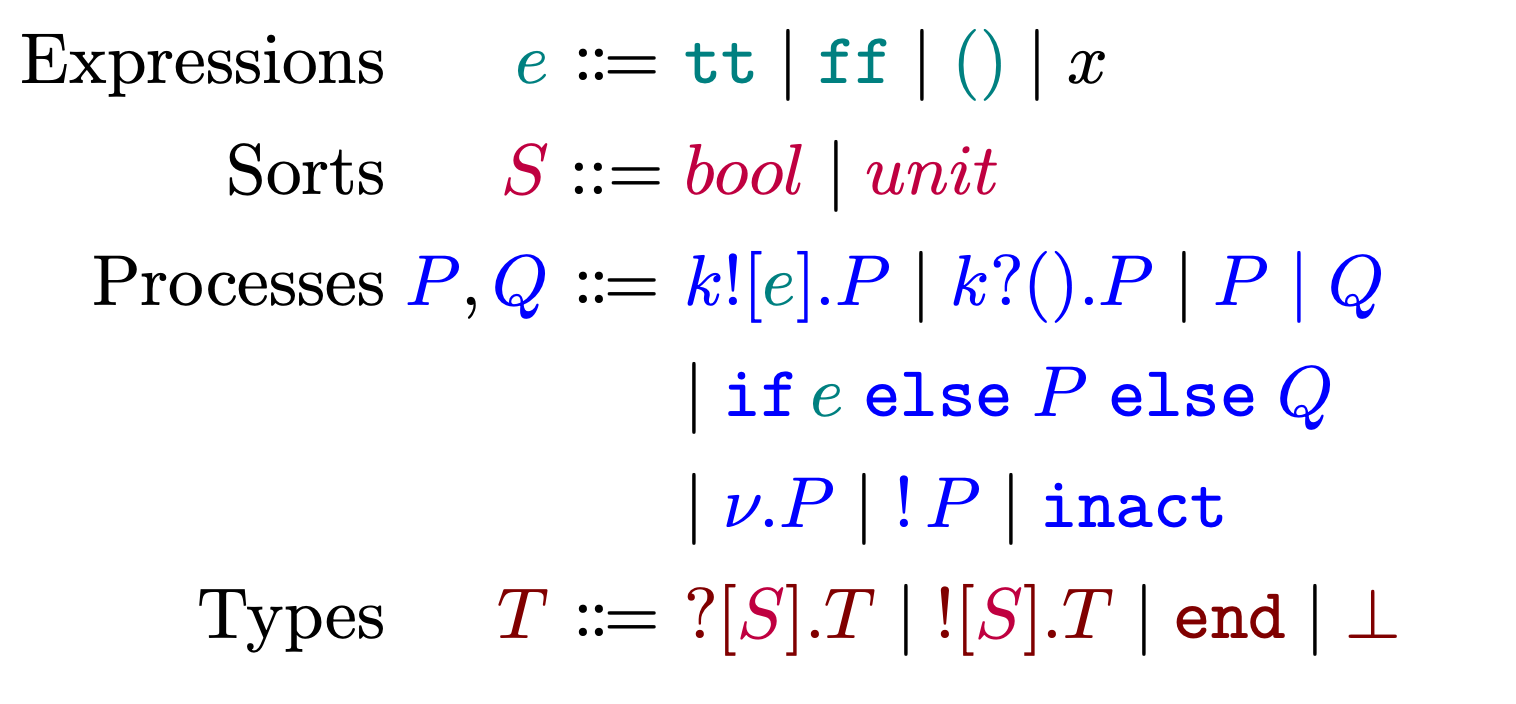 Expressions e ::= tt | ff | () | x
Sorts S ::= bool | unit
Processes P, Q ::= k![e].P | k?().P | P | Q
| if e else P else Q
| ν.P | !P | inact
Types T ::= ?[S].T | ![S].T | end | ⊥